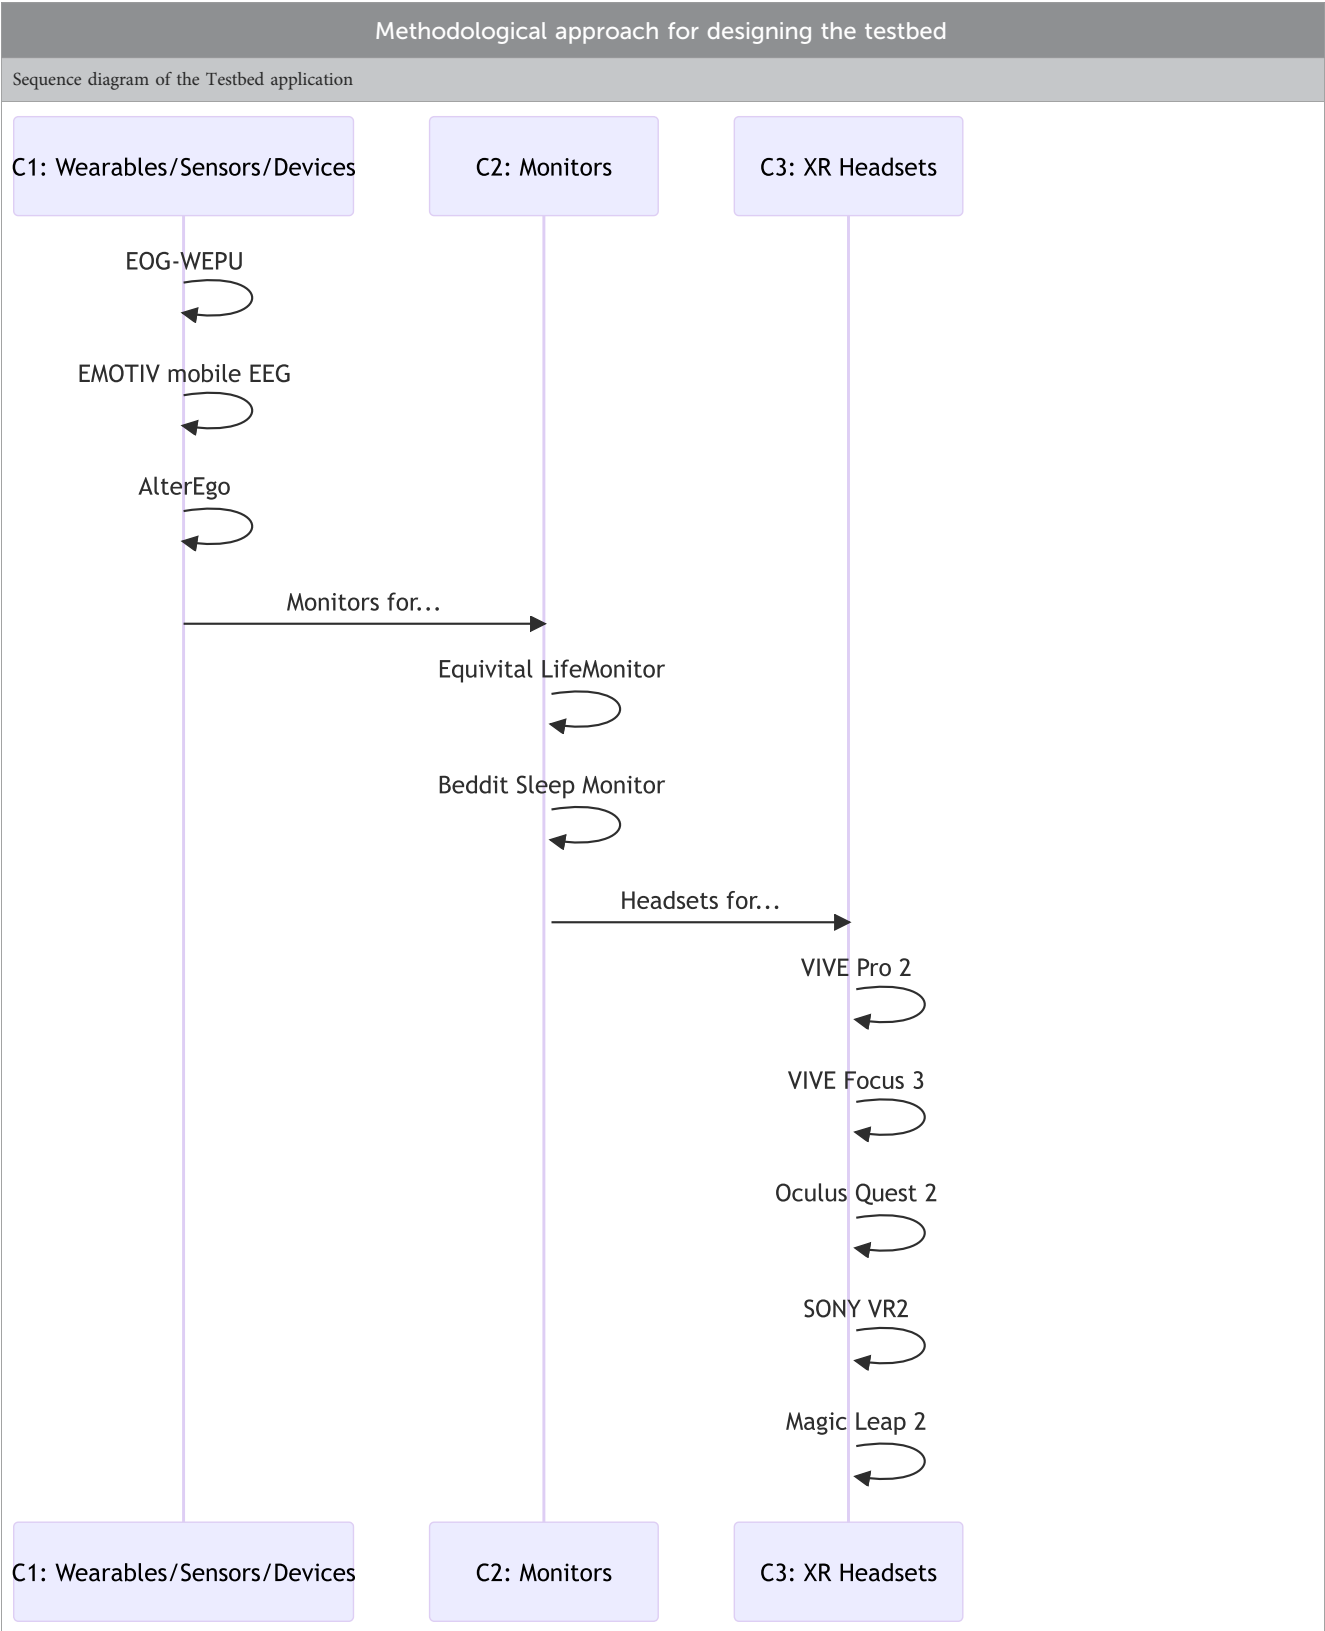 Methodological approach for designing the testbed
Sequence diagram of the Testbed application
C1: Wearables/Sensors/Devices
C2: Monitors
C3: XR Headsets
EOG-WEPU
EMOTIV mobile EEG
AlterEgo
Monitors for...
Equivital LifeMonitor
Beddit Sleep Monitor
Headsets for...
VIVE Pro 2
VIVE Focus 3
Oculus Quest 2
SONY VR2
Magic Leap 2
C1: Wearables/Sensors/Devices
C2: Monitors
C3: XR Headsets